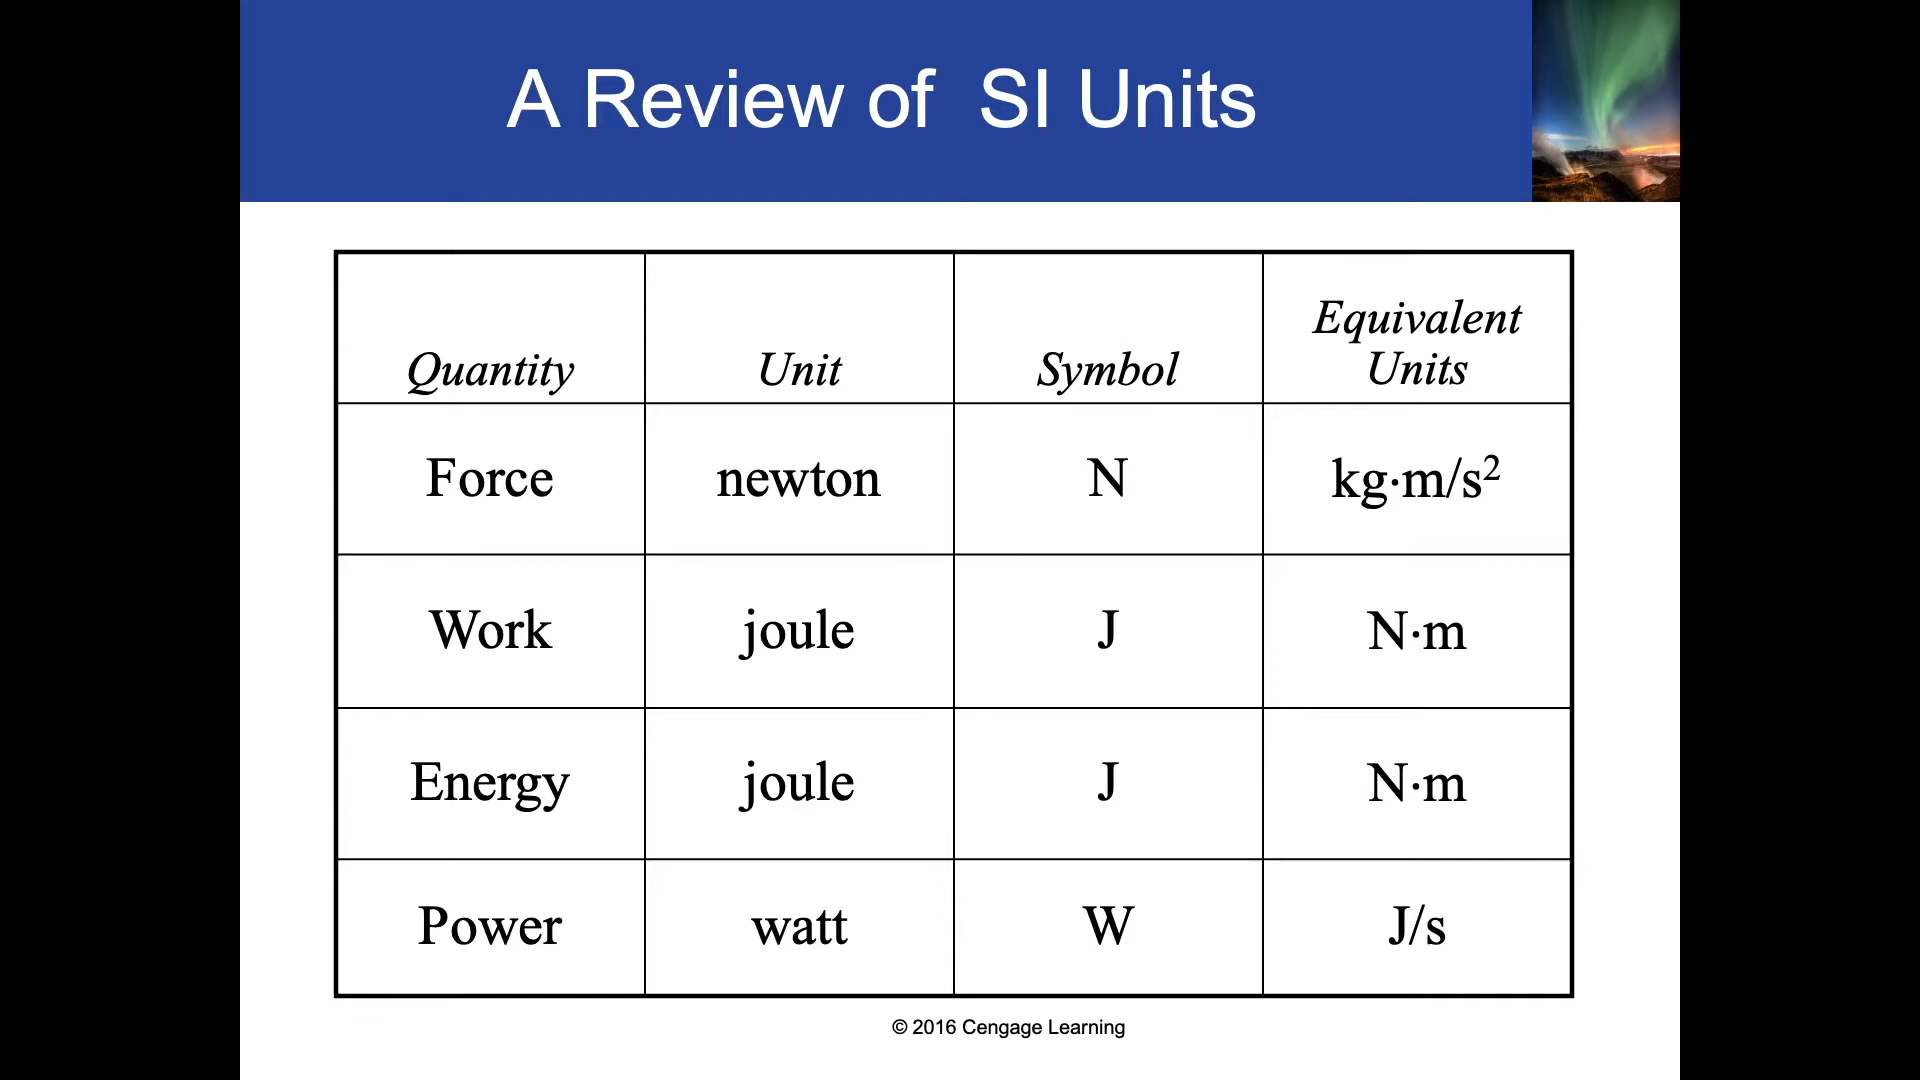 A Review of  SI Units
Quantity Unit Symbol Equivalent Units
Force newton N kg·m/s²
Work joule J N·m
Energy joule J N·m
Power watt W J/s
© 2016 Cengage Learning